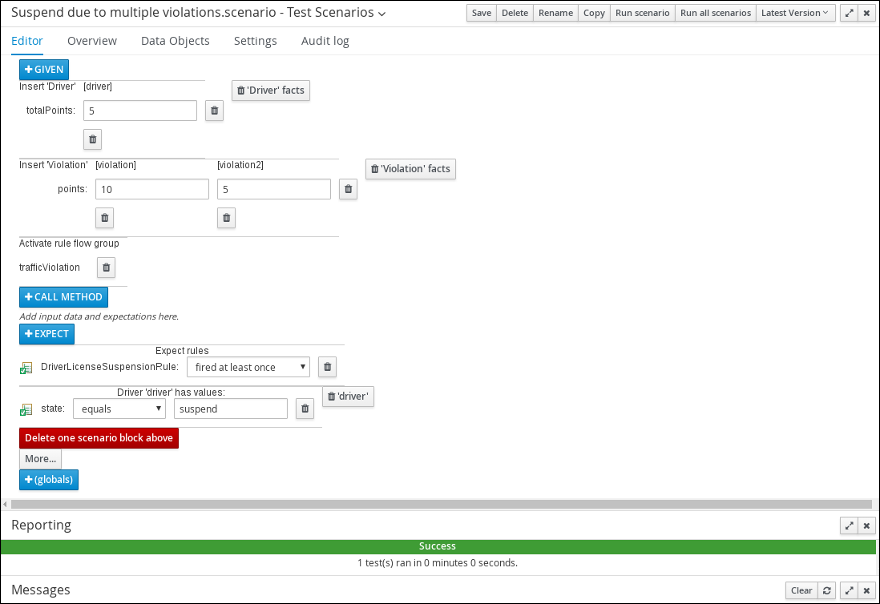 Suspend due to multiple violations.scenario - Test Scenarios
Save Delete Rename Copy Run scenario Run all scenarios Latest Version
Editor Overview Data Objects Settings Audit log
+ GIVEN
Insert 'Driver' [driver] 'Driver' facts
totalPoints: 5
Insert 'Violation' [violation] [violation2] 'Violation' facts
points: 10 5
Activate rule flow group
trafficViolation
+ CALL METHOD
Add input data and expectations here.
+ EXPECT
Expect rules
DriverLicenseSuspensionRule: fired at least once
Driver 'driver' has values: 'driver'
state: equals suspend
Delete one scenario block above
More...
+ (globals)
Reporting
Success
1 test(s) ran in 0 minutes 0 seconds.
Messages Clear